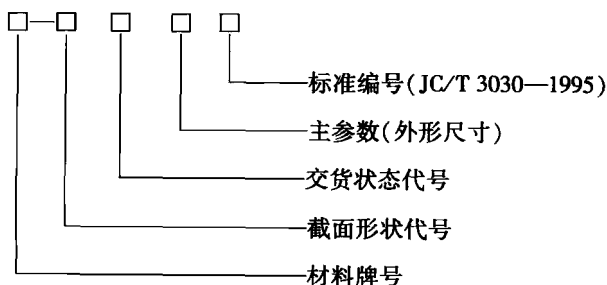 □—□ □ □ □
标准编号(JC/T 3030—1995)
主参数(外形尺寸)
交货状态代号
截面形状代号
材料牌号